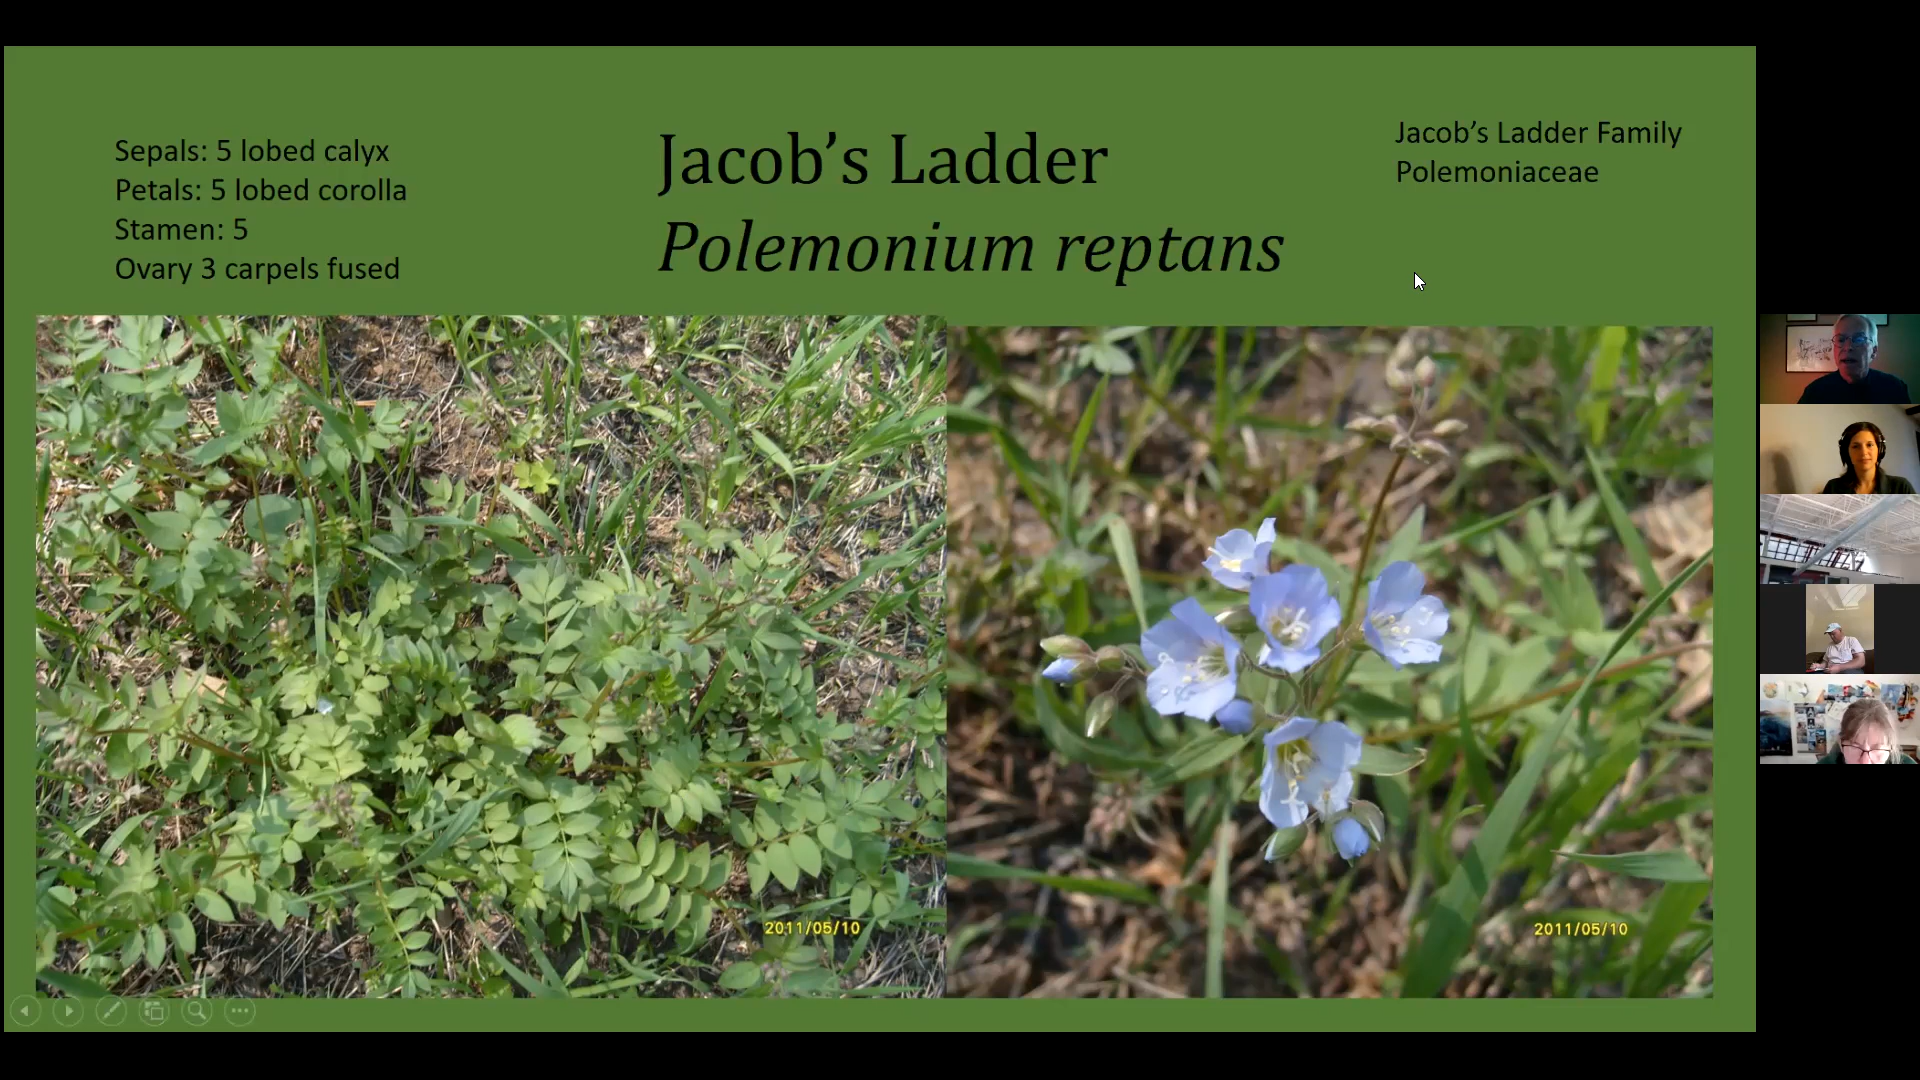 Sepals: 5 lobed calyx
Petals: 5 lobed corolla
Stamen: 5
Ovary 3 carpels fused
Jacob’s Ladder
Polemonium reptans
Jacob’s Ladder Family
Polemoniaceae
2011/05/10
2011/05/10